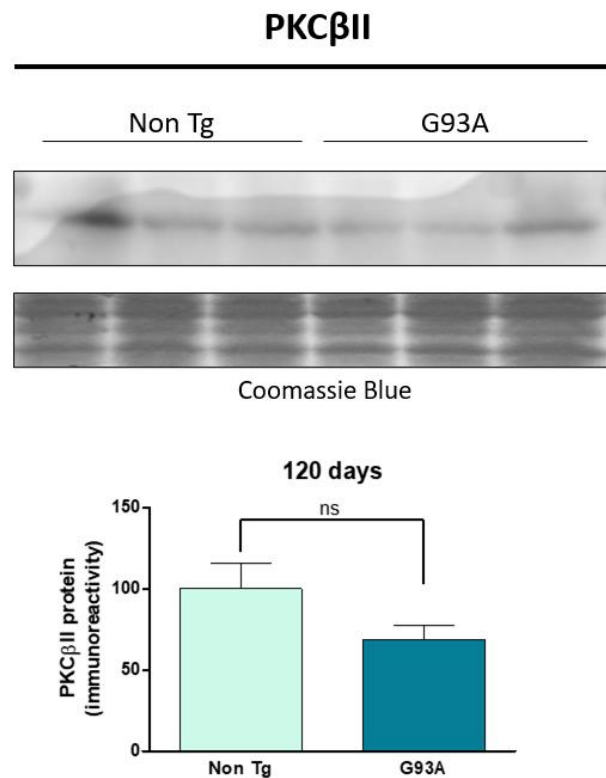 PKCβII
Non Tg G93A
Coomassie Blue
120 days
ns
150
100
50
0
PKCβII protein
(immunoreactivity)
Non Tg G93A